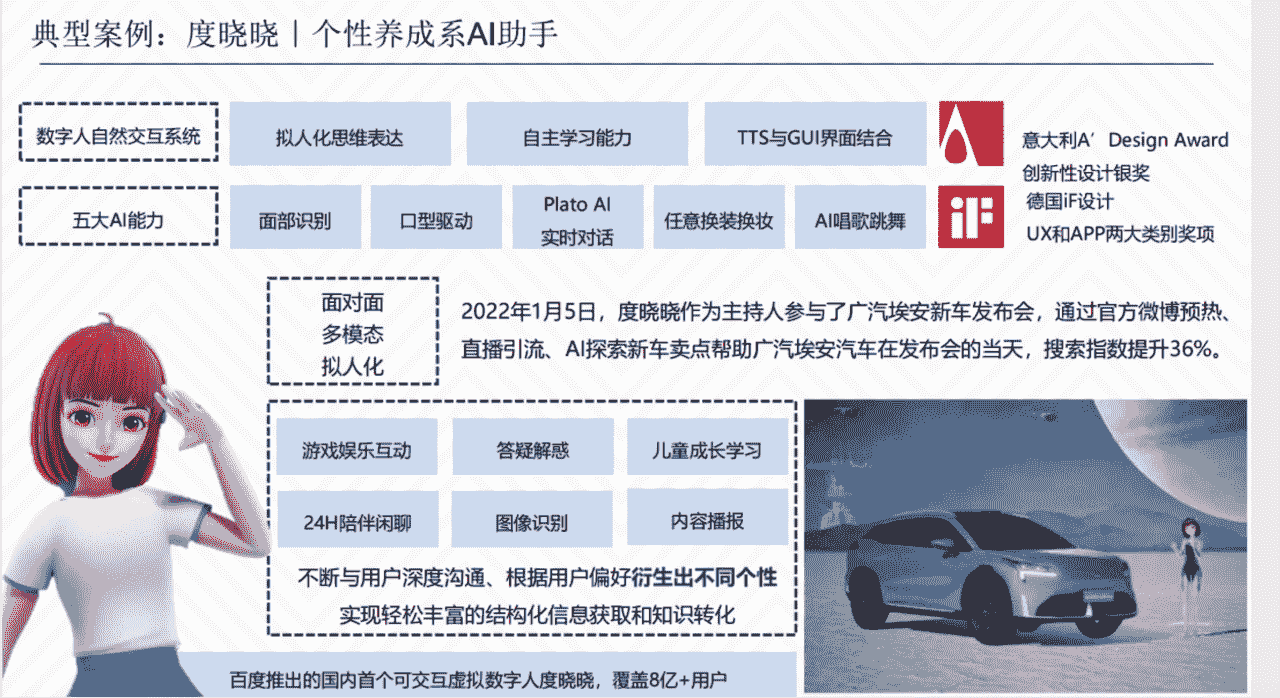 典型案例：度晓晓丨个性养成系AI助手
数字人自然交互系统
拟人化思维表达
自主学习能力
TTS与GUI界面结合
意大利A’ Design Award
创新性设计银奖
五大AI能力
面部识别
口型驱动
Plato AI
实时对话
任意换装换妆
AI唱歌跳舞
iF
德国iF设计
UX和APP两大类别奖项
面对面
多模态
拟人化
2022年1月5日，度晓晓作为主持人参与了广汽埃安新车发布会，通过官方微博预热、
直播引流、AI探索新车卖点帮助广汽埃安汽车在发布会的当天，搜索指数提升36%。
游戏娱乐互动
答疑解惑
儿童成长学习
24H陪伴闲聊
图像识别
内容播报
不断与用户深度沟通、根据用户偏好衍生出不同个性
实现轻松丰富的结构化信息获取和知识转化
百度推出的国内首个可交互虚拟数字人度晓晓，覆盖8亿+用户